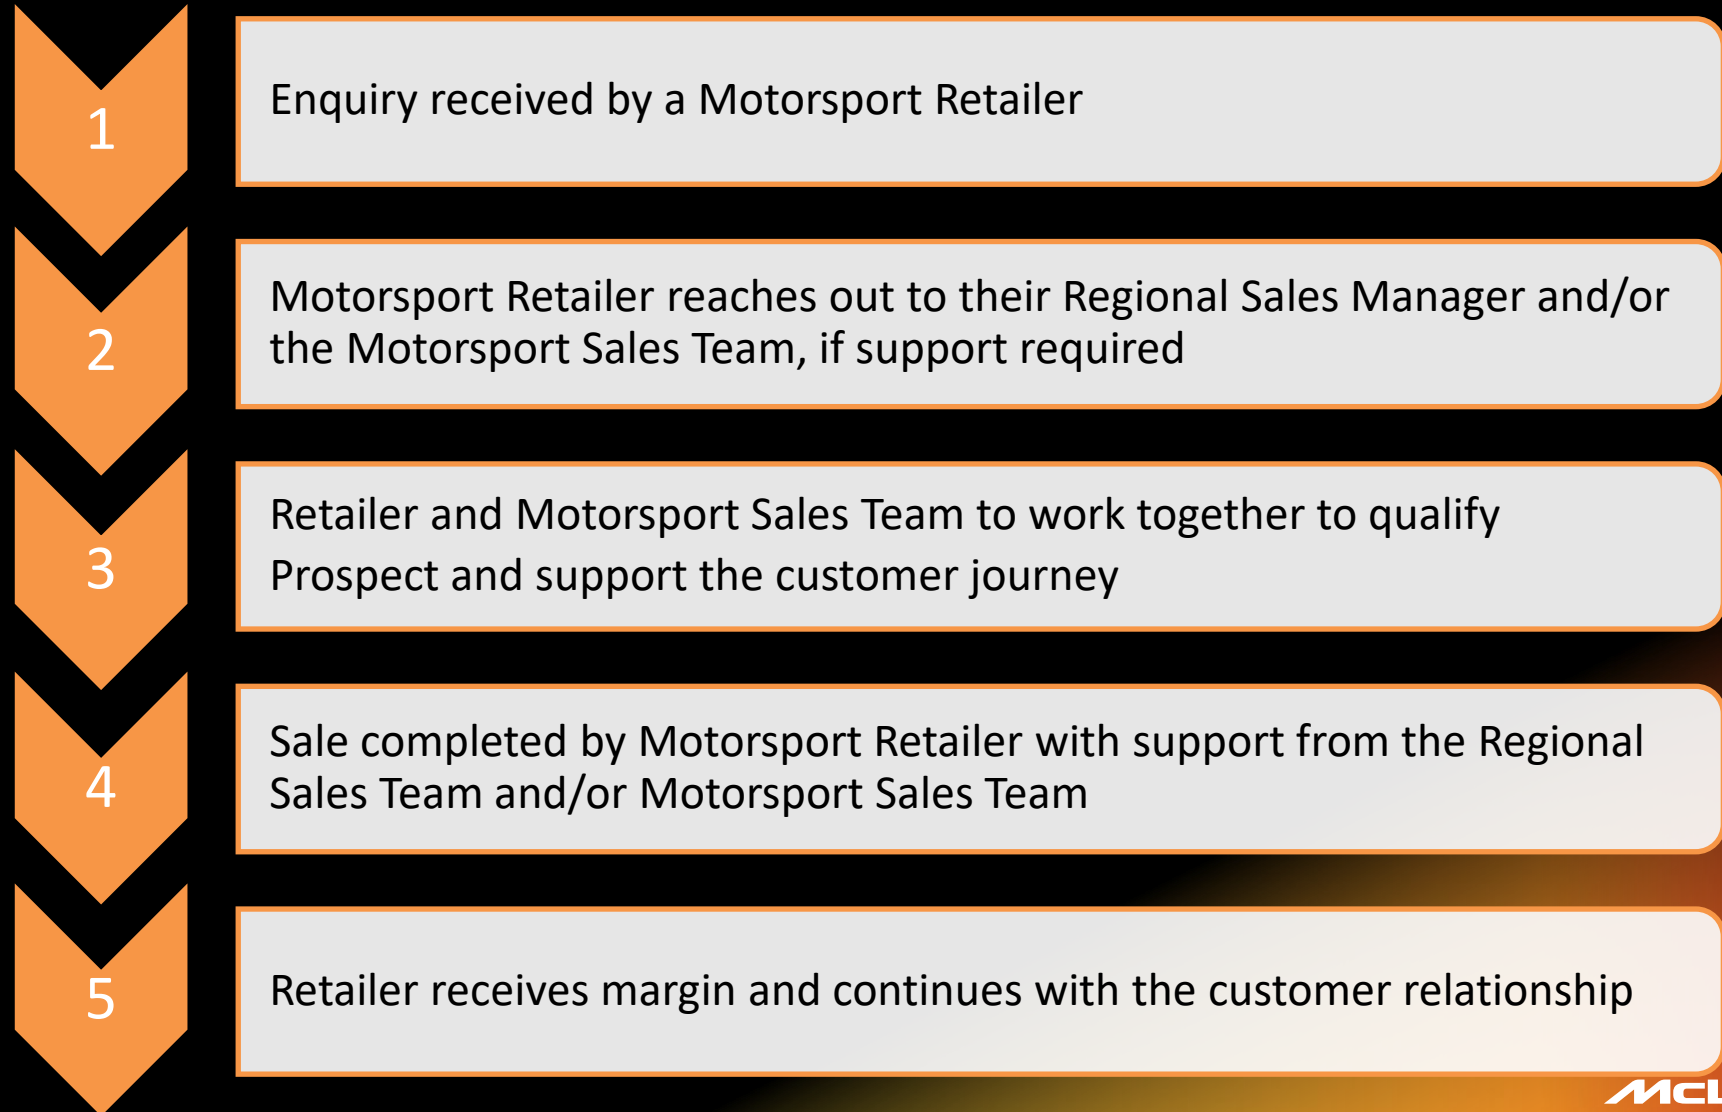 1
Enquiry received by a Motorsport Retailer
2
Motorsport Retailer reaches out to their Regional Sales Manager and/or
the Motorsport Sales Team, if support required
3
Retailer and Motorsport Sales Team to work together to qualify
Prospect and support the customer journey
4
Sale completed by Motorsport Retailer with support from the Regional
Sales Team and/or Motorsport Sales Team
5
Retailer receives margin and continues with the customer relationship